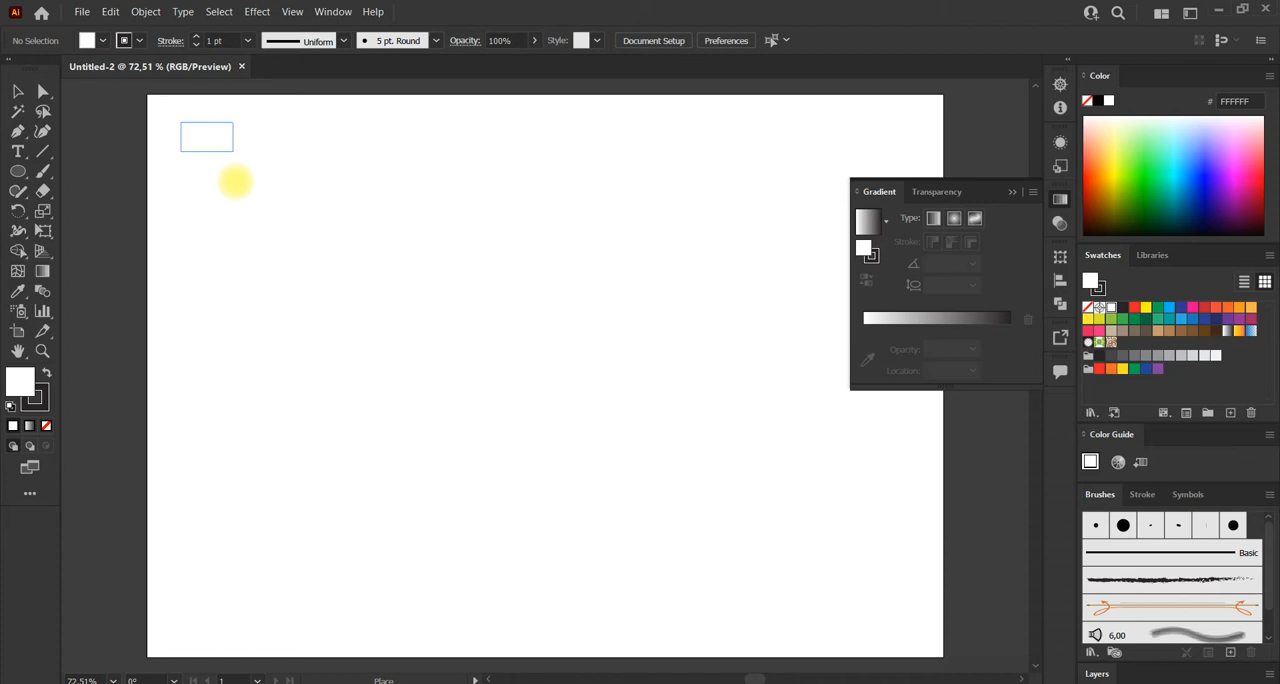 Ai File Edit Object Type Select Effect View Window Help
No Selection Stroke: 1 pt Uniform 5 pt. Round Opacity: 100% Style: Document Setup Preferences
Untitled-2 @ 72,51 % (RGB/Preview)
Color
# FFFFFF
Gradient Transparency
Type:
Stroke:
Opacity:
Location:
Swatches Libraries
Color Guide
Brushes Stroke Symbols
Basic
6,00
Layers
72,51% 0° 1 Place